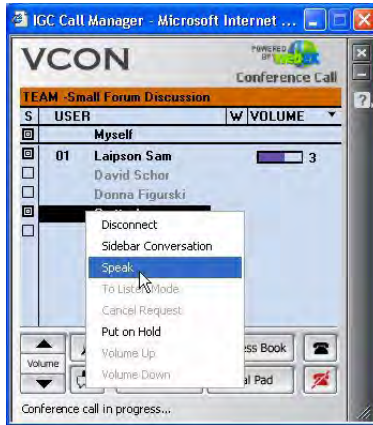 IGC Call Manager - Microsoft Internet ...
VCON
POWERED BY
Conference Call
TEAM -Small Forum Discussion
S USER W VOLUME
Myself
01 Laipson Sam 3
David Schor
Donna Figurski
Disconnect
Sidebar Conversation
Speak
To Listen Mode
Cancel Request
Put on Hold
Volume Up
Volume Down
Volume
ess Book
al Pad
Conference call in progress...